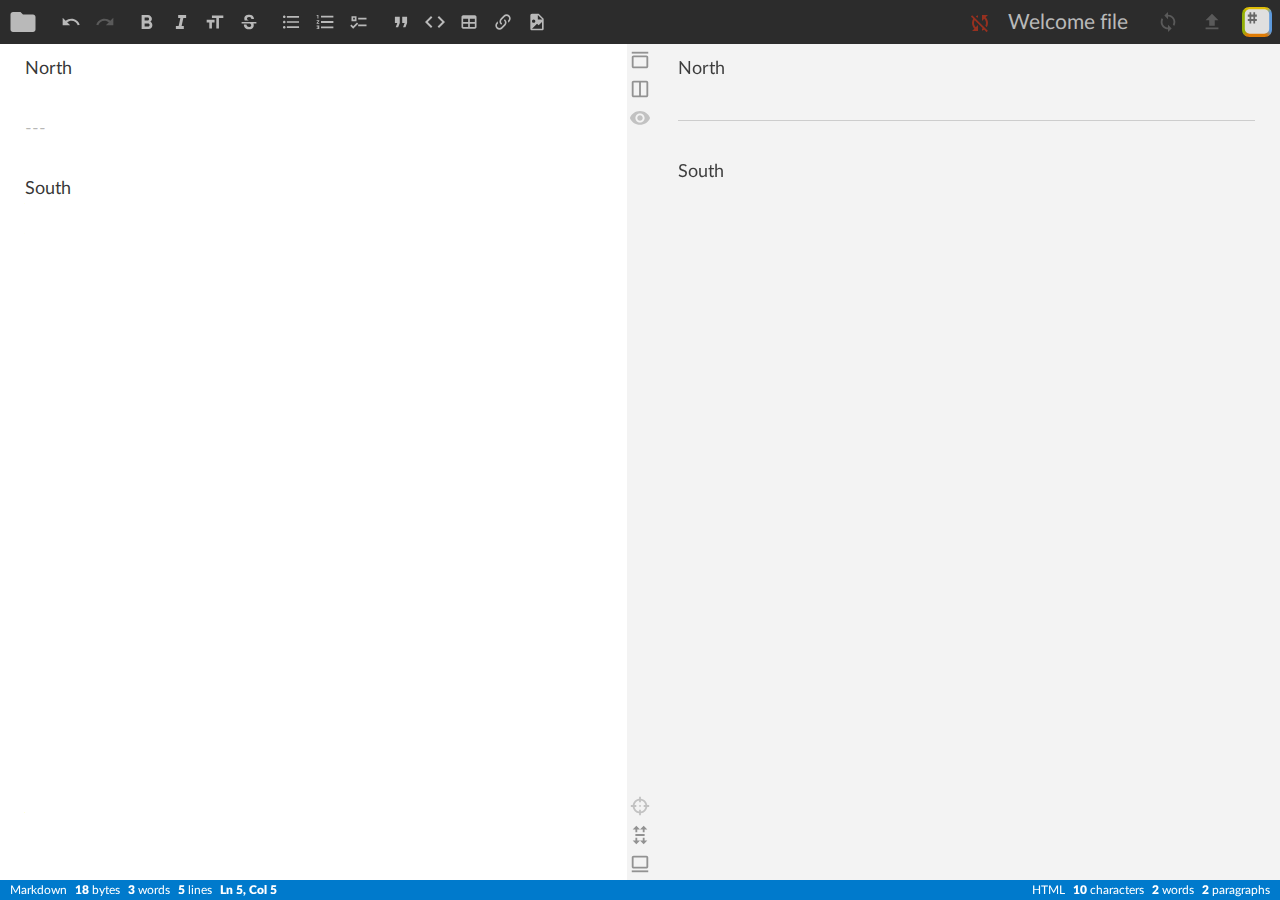 Welcome file
North
---
South
North
South
Markdown 18 bytes 3 words 5 lines Ln 5, Col 5
HTML 10 characters 2 words 2 paragraphs